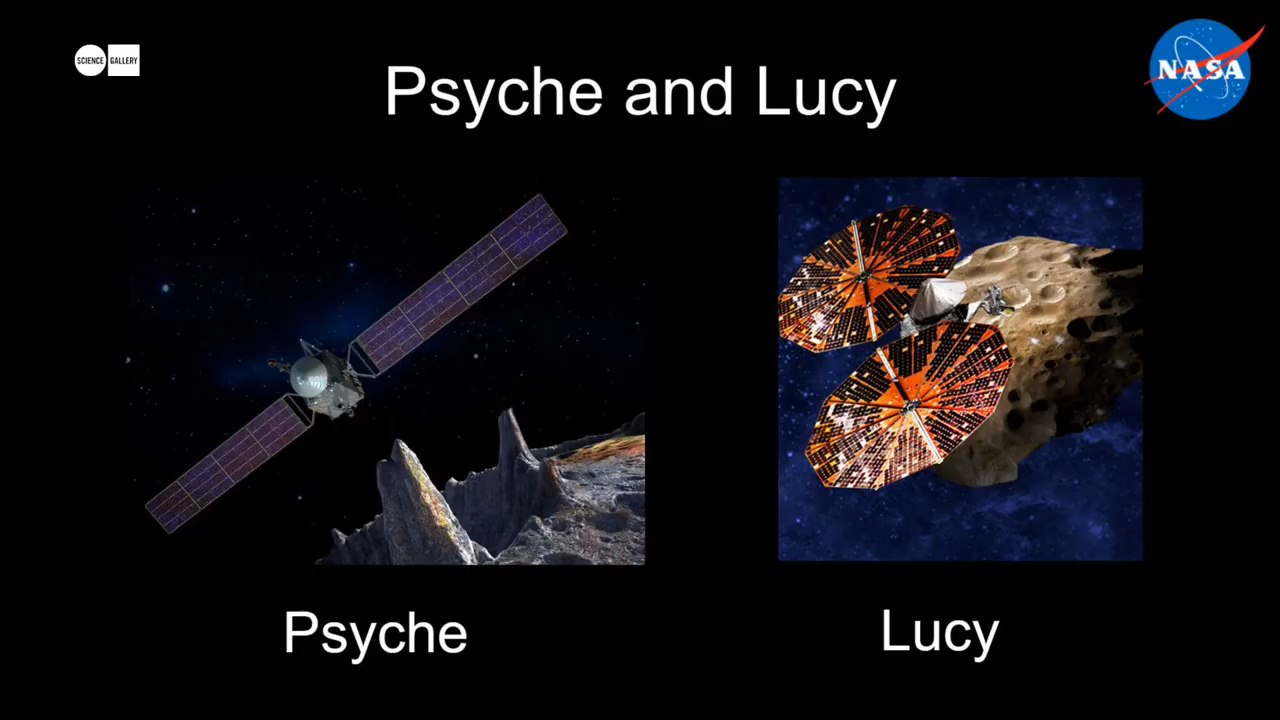 SCIENCE GALLERY
NASA
Psyche and Lucy
Psyche
Lucy